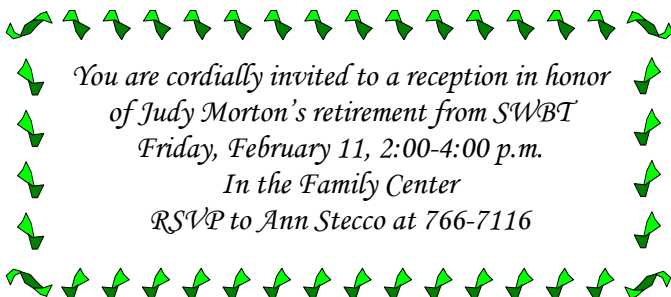 You are cordially invited to a reception in honor
of Judy Morton's retirement from SWBT
Friday, February 11, 2:00-4:00 p.m.
In the Family Center
RSVP to Ann Stecco at 766-7116